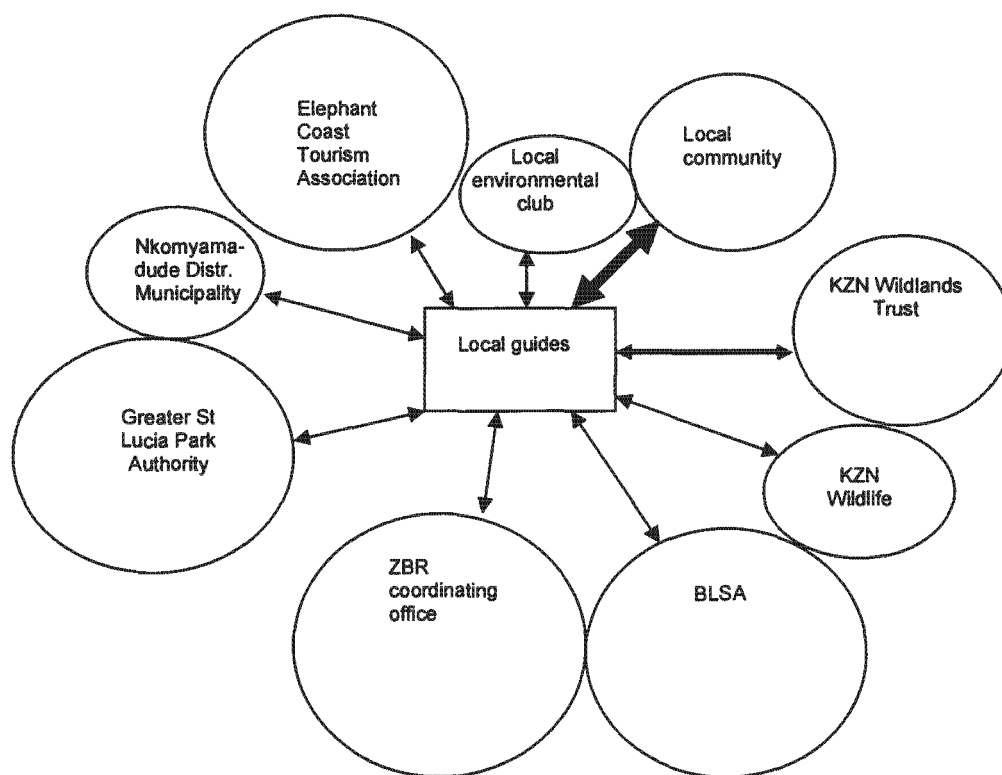 Elephant
Coast
Tourism
Association
Local
environmental
club
Local
community
Nkomyama-
dude Distr.
Municipality
KZN Wildlands
Trust
Local guides
Greater St
Lucia Park
Authority
KZN
Wildlife
ZBR
coordinating
office
BLSA